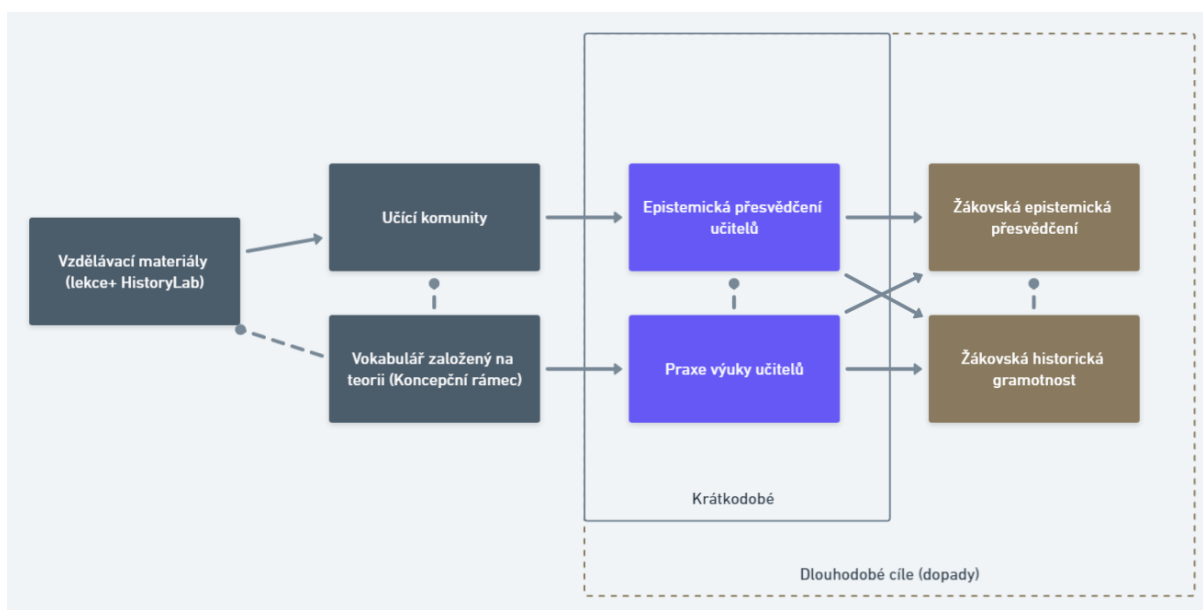 Vzdělávací materiály
(lekce+ HistoryLab)
Učící komunity
Vokabulář založený na
teorii (Koncepční rámec)
Epistemická přesvědčení
učitelů
Praxe výuky učitelů
Žákovská epistemická
přesvědčení
Žákovská historická
gramotnost
Krátkodobé
Dlouhodobé cíle (dopady)